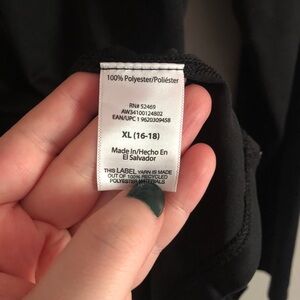 100% Polyester/Poliéster
RN# 52469
AW34100124802
EAN/UPC 1 9620309458
XL (16-18)
Made In/Hecho En
El Salvador
THIS LABEL YARN IS MADE
OUT OF 100% RECYCLED
POLYESTER MATERIALS